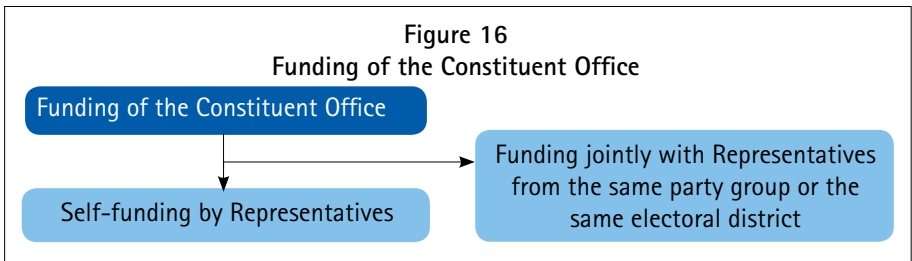 Figure 16
Funding of the Constituent Office
Funding of the Constituent Office
Self-funding by Representatives
Funding jointly with Representatives
from the same party group or the
same electoral district